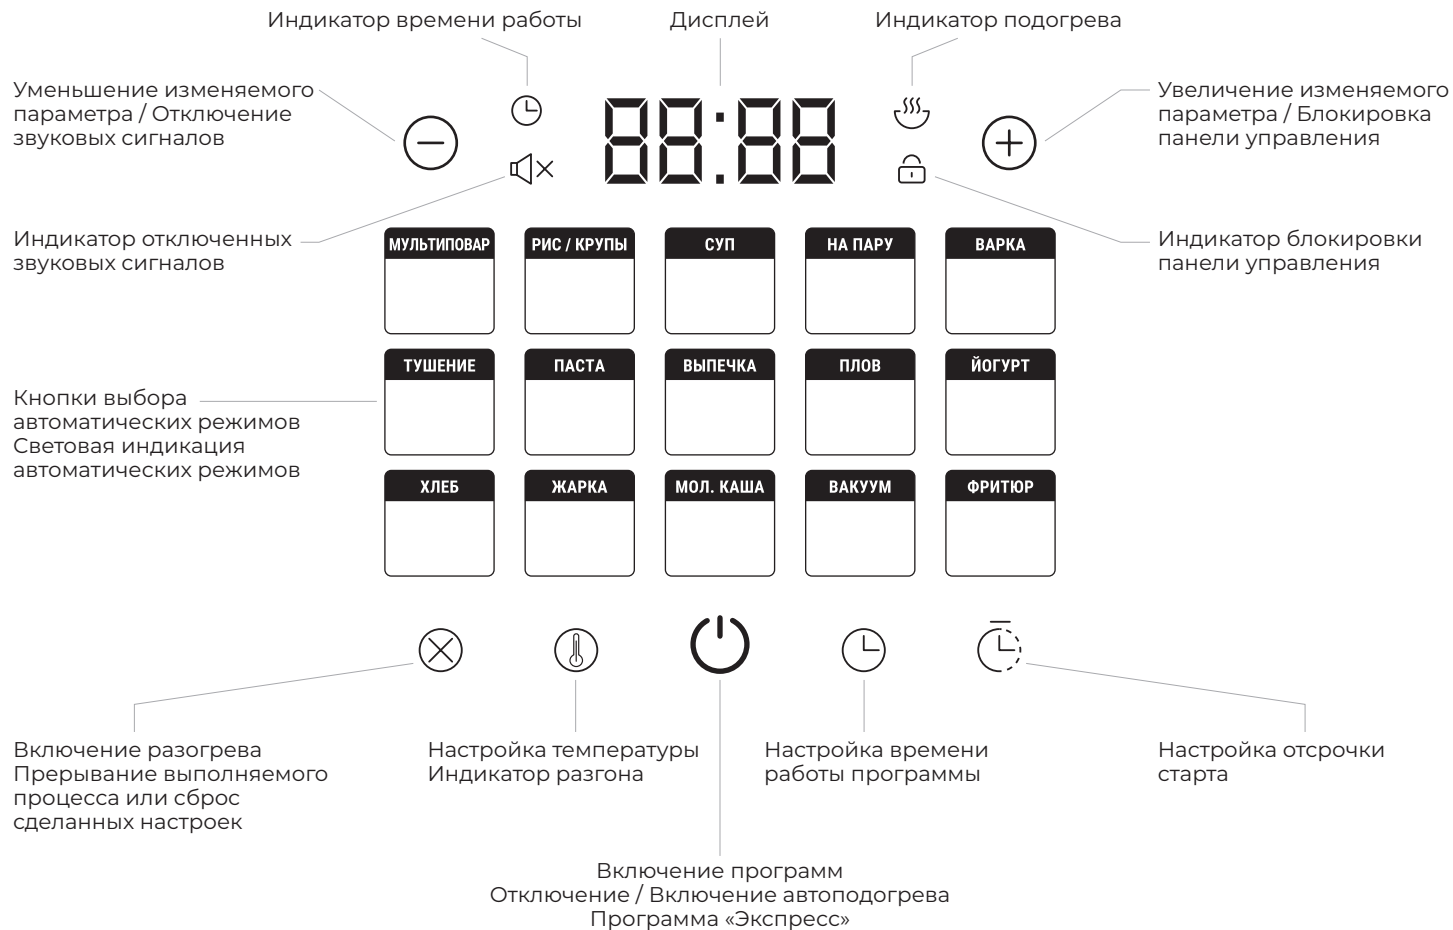 Индикатор времени работы
Дисплей
Индикатор подогрева
Уменьшение изменяемого
параметра / Отключение
звуковых сигналов
88:88
Увеличение изменяемого
параметра / Блокировка
панели управления
Индикатор отключенных
звуковых сигналов
Индикатор блокировки
панели управления
МУЛЬТИПОВАР
РИС / КРУПЫ
СУП
НА ПАРУ
ВАРКА
ТУШЕНИЕ
ПАСТА
ВЫПЕЧКА
ПЛОВ
ЙОГУРТ
Кнопки выбора
автоматических режимов
Световая индикация
автоматических режимов
ХЛЕБ
ЖАРКА
МОЛ. КАША
ВАКУУМ
ФРИТЮР
Включение разогрева
Прерывание выполняемого
процесса или сброс
сделанных настроек
Настройка температуры
Индикатор разгона
Настройка времени
работы программы
Настройка отсрочки
старта
Включение программ
Отключение / Включение автоподогрева
Программа «Экспресс»